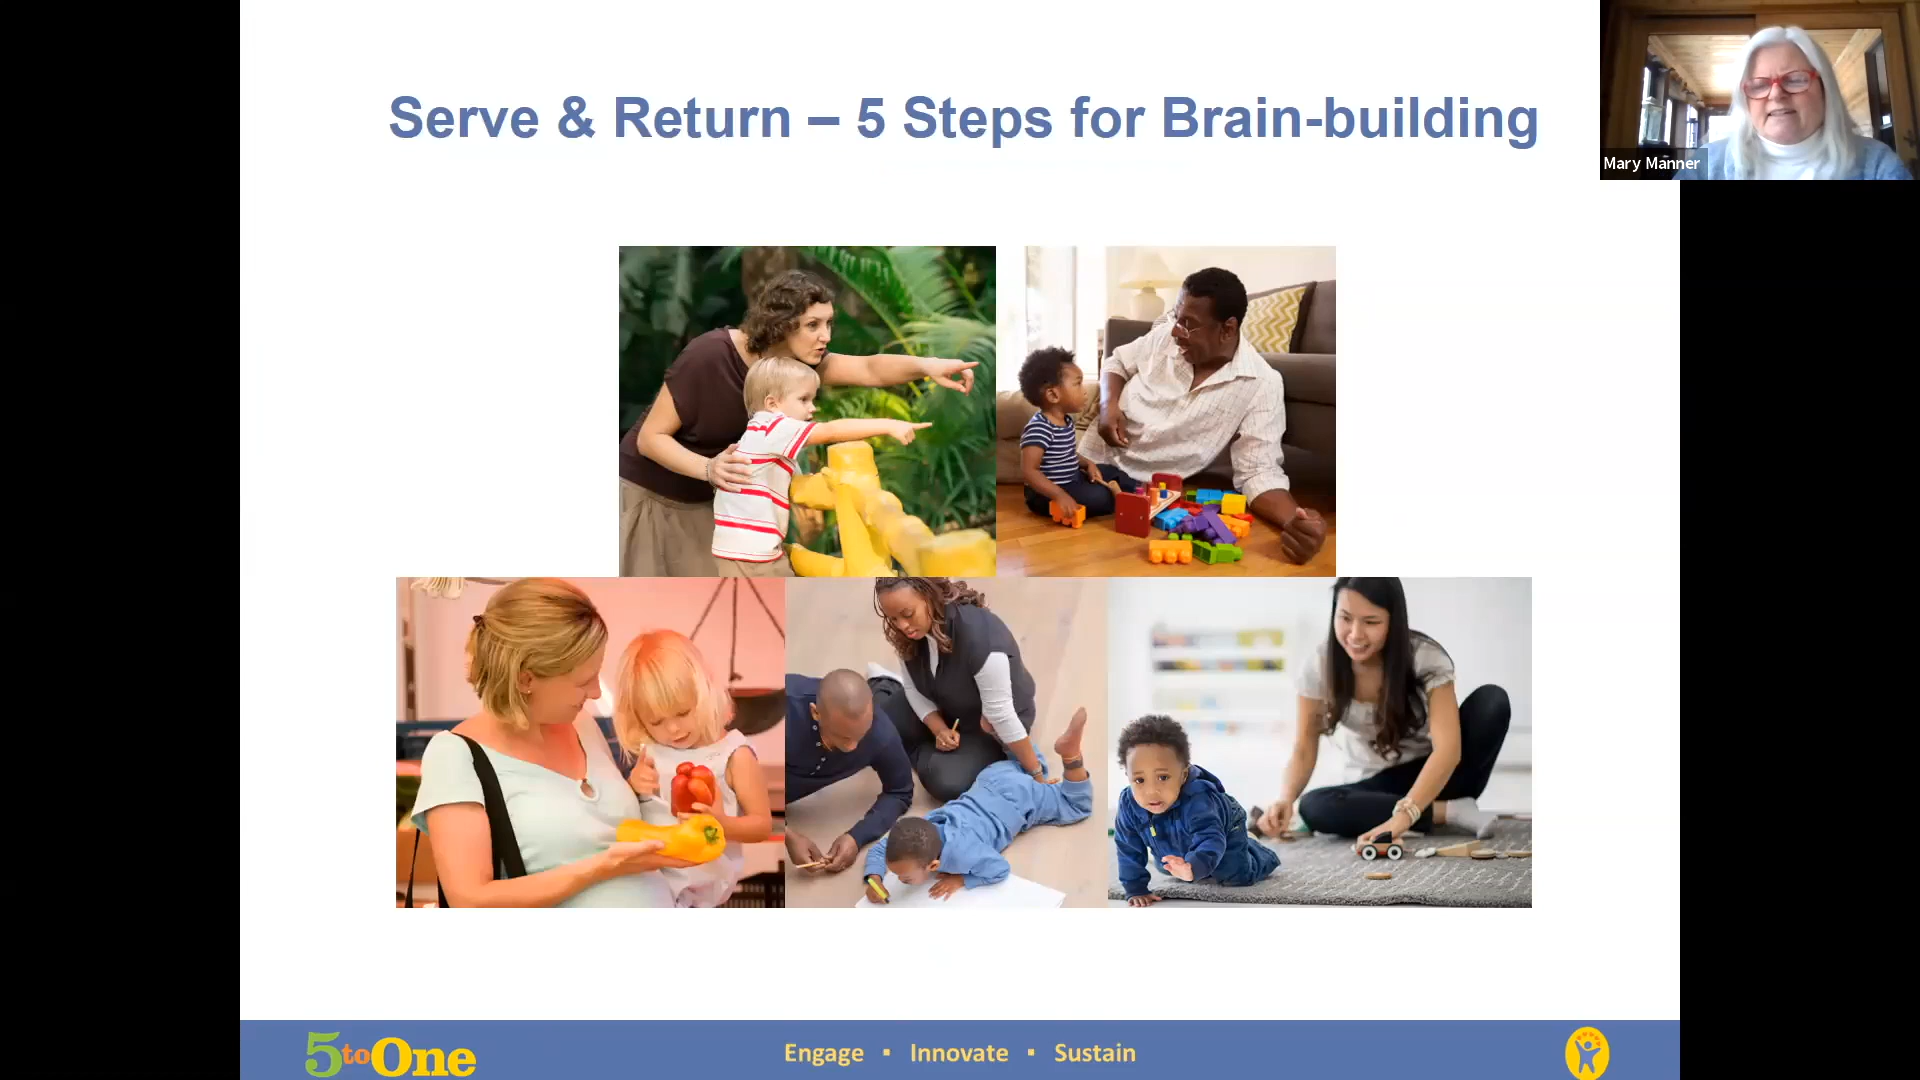 Serve & Return – 5 Steps for Brain-building
Mary Manner
5toOne
Engage ▪ Innovate ▪ Sustain